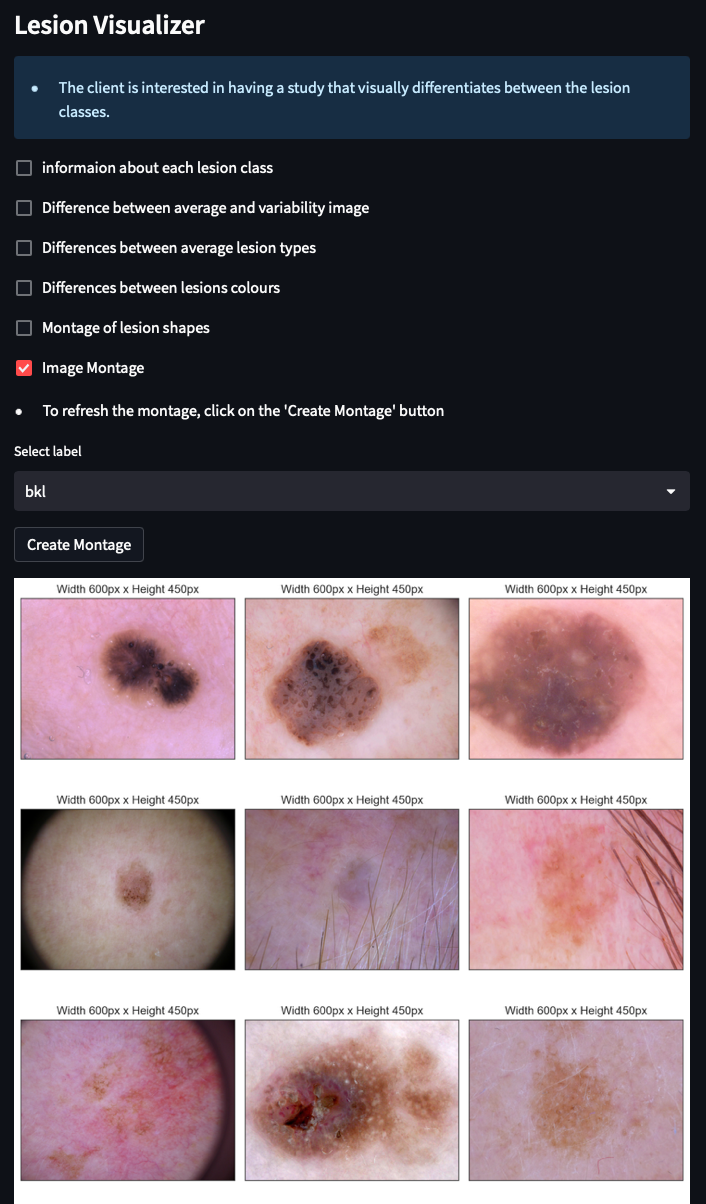 Lesion Visualizer
The client is interested in having a study that visually differentiates between the lesion
classes.
informaion about each lesion class
Difference between average and variability image
Differences between average lesion types
Differences between lesions colours
Montage of lesion shapes
Image Montage
To refresh the montage, click on the 'Create Montage' button
Select label
bkl
Create Montage
Width 600px x Height 450px
Width 600px x Height 450px
Width 600px x Height 450px
Width 600px x Height 450px
Width 600px x Height 450px
Width 600px x Height 450px
Width 600px x Height 450px
Width 600px x Height 450px
Width 600px x Height 450px